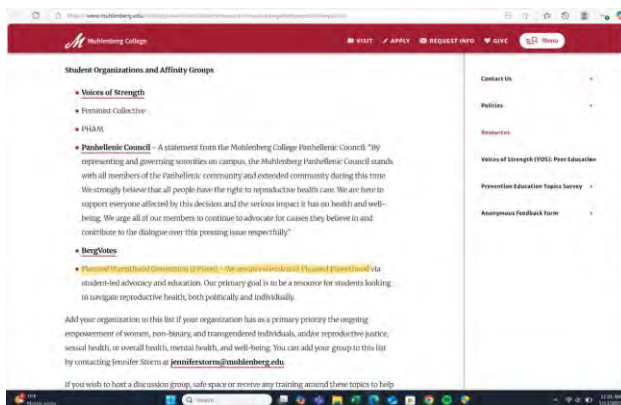 www.muhlenberg.edu
Muhlenberg College
VISIT
APPLY
REQUEST INFO
GIVE
Menu
Student Organizations and Affinity Groups
Voices of Strength
Feminist Collective
PHAM
Panhellenic Council - A statement from the Muhlenberg College Panhellenic Council: "By
representing and governing sororities on campus, the Muhlenberg Panhellenic Council stands
with all members of the Panhellenic community and extended community during this time.
We strongly believe that all people have the right to reproductive health care. We are here to
support everyone affected by this decision and the serious impact it has on health and well-
being. We urge all of our members to continue to advocate for causes they believe in and
contribute to the dialogue over this pressing issue respectfully."
BergVotes
Planned Parenthood Generation (PPGen) - We are an extension of Planned Parenthood via
student-led advocacy and education. Our primary goal is to be a resource for students looking
to navigate reproductive health, both politically and individually.
Add your organization to this list if your organization has as a primary priority the ongoing
empowerment of women, non-binary, and transgendered individuals, and/or reproductive justice,
sexual health, or overall health, mental health, and well-being. You can add your group to this list
by contacting Jennifer Storm at jenniferstorm@muhlenberg.edu.
If you wish to host a discussion group, safe space or receive any training around these topics to help
Contact Us
Policies
Resources
Voices of Strength (VOS): Peer Education
Prevention Education Topics Survey
Anonymous Feedback Form
Search